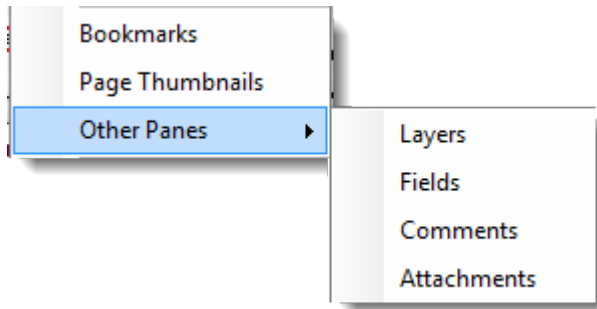 Bookmarks
Page Thumbnails
Other Panes
Layers
Fields
Comments
Attachments